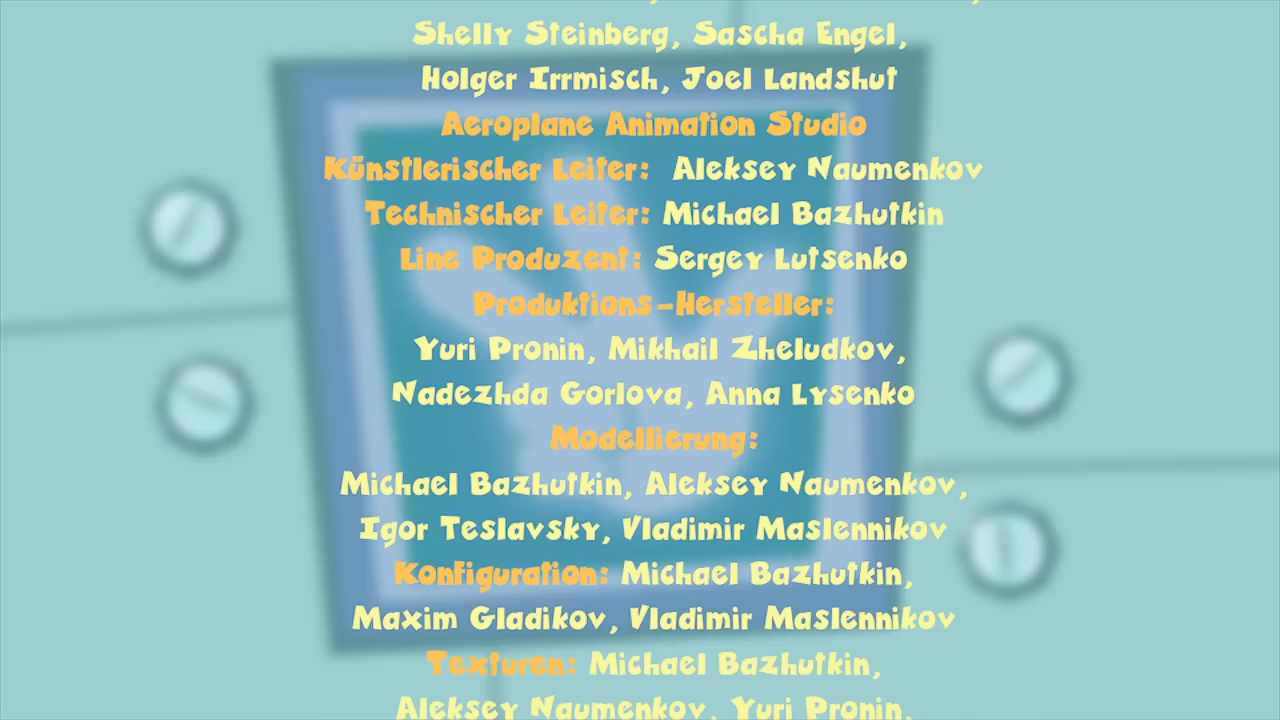 Shelly Steinberg, Sascha Engel,
Holger Irrmisch, Joel Landshut
Aeroplane Animation Studio
Künstlerischer Leiter: Aleksey Naumenkov
Technischer Leiter: Michael Bazhutkin
Line Produzent: Sergey Lutsenko
Produktions-Hersteller:
Yuri Pronin, Mikhail Zheludkov,
Nadezhda Gorlova, Anna Lysenko
Modellierung:
Michael Bazhutkin, Aleksey Naumenkov,
Igor Teslavsky, Vladimir Maslennikov
Konfiguration: Michael Bazhutkin,
Maxim Gladikov, Vladimir Maslennikov
Texturen: Michael Bazhutkin,
Aleksey Naumenkov, Yuri Pronin,